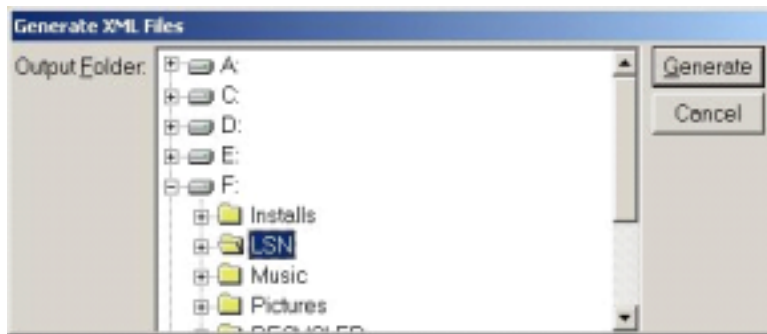 Generate XML Files
Output Folder:
A:
C:
D:
E:
F:
Installs
LSN
Music
Pictures
Generate
Cancel